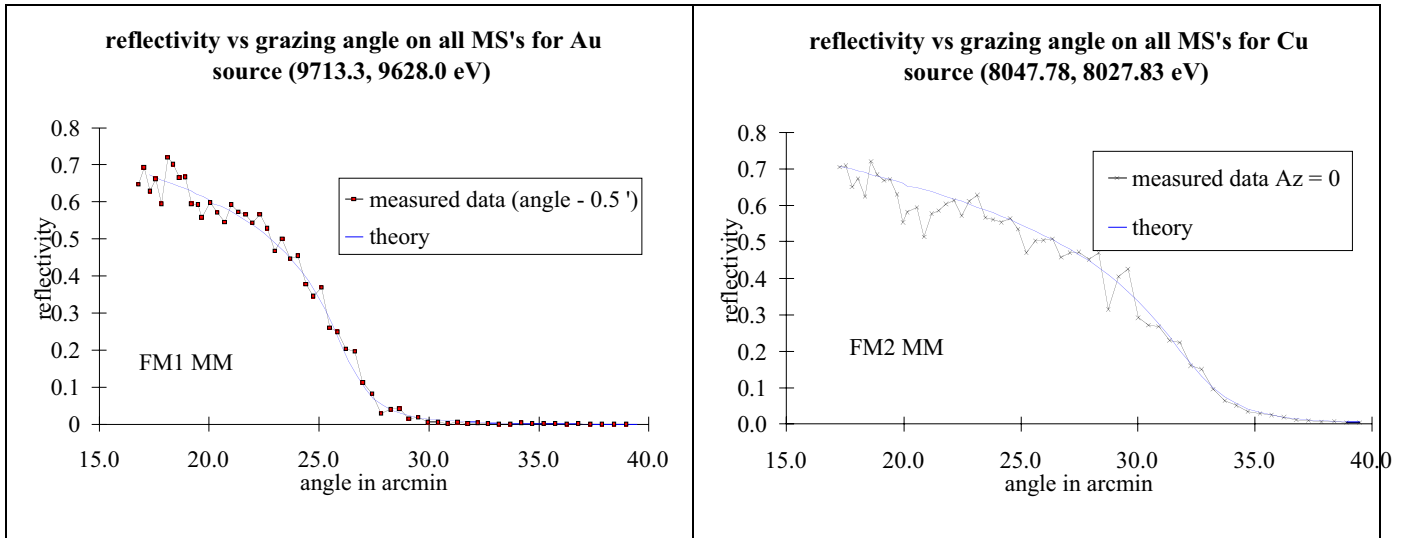 reflectivity vs grazing angle on all MS's for Au
source (9713.3, 9628.0 eV)
0.8
0.7
0.6
0.5
0.4
0.3
0.2
0.1
0
reflectivity
measured data (angle - 0.5 ')
theory
FM1 MM
15.0 20.0 25.0 30.0 35.0 40.0
angle in arcmin
reflectivity vs grazing angle on all MS's for Cu
source (8047.78, 8027.83 eV)
0.8
0.7
0.6
0.5
0.4
0.3
0.2
0.1
0.0
reflectivity
measured data Az = 0
theory
FM2 MM
15.0 20.0 25.0 30.0 35.0 40.0
angle in arcmin